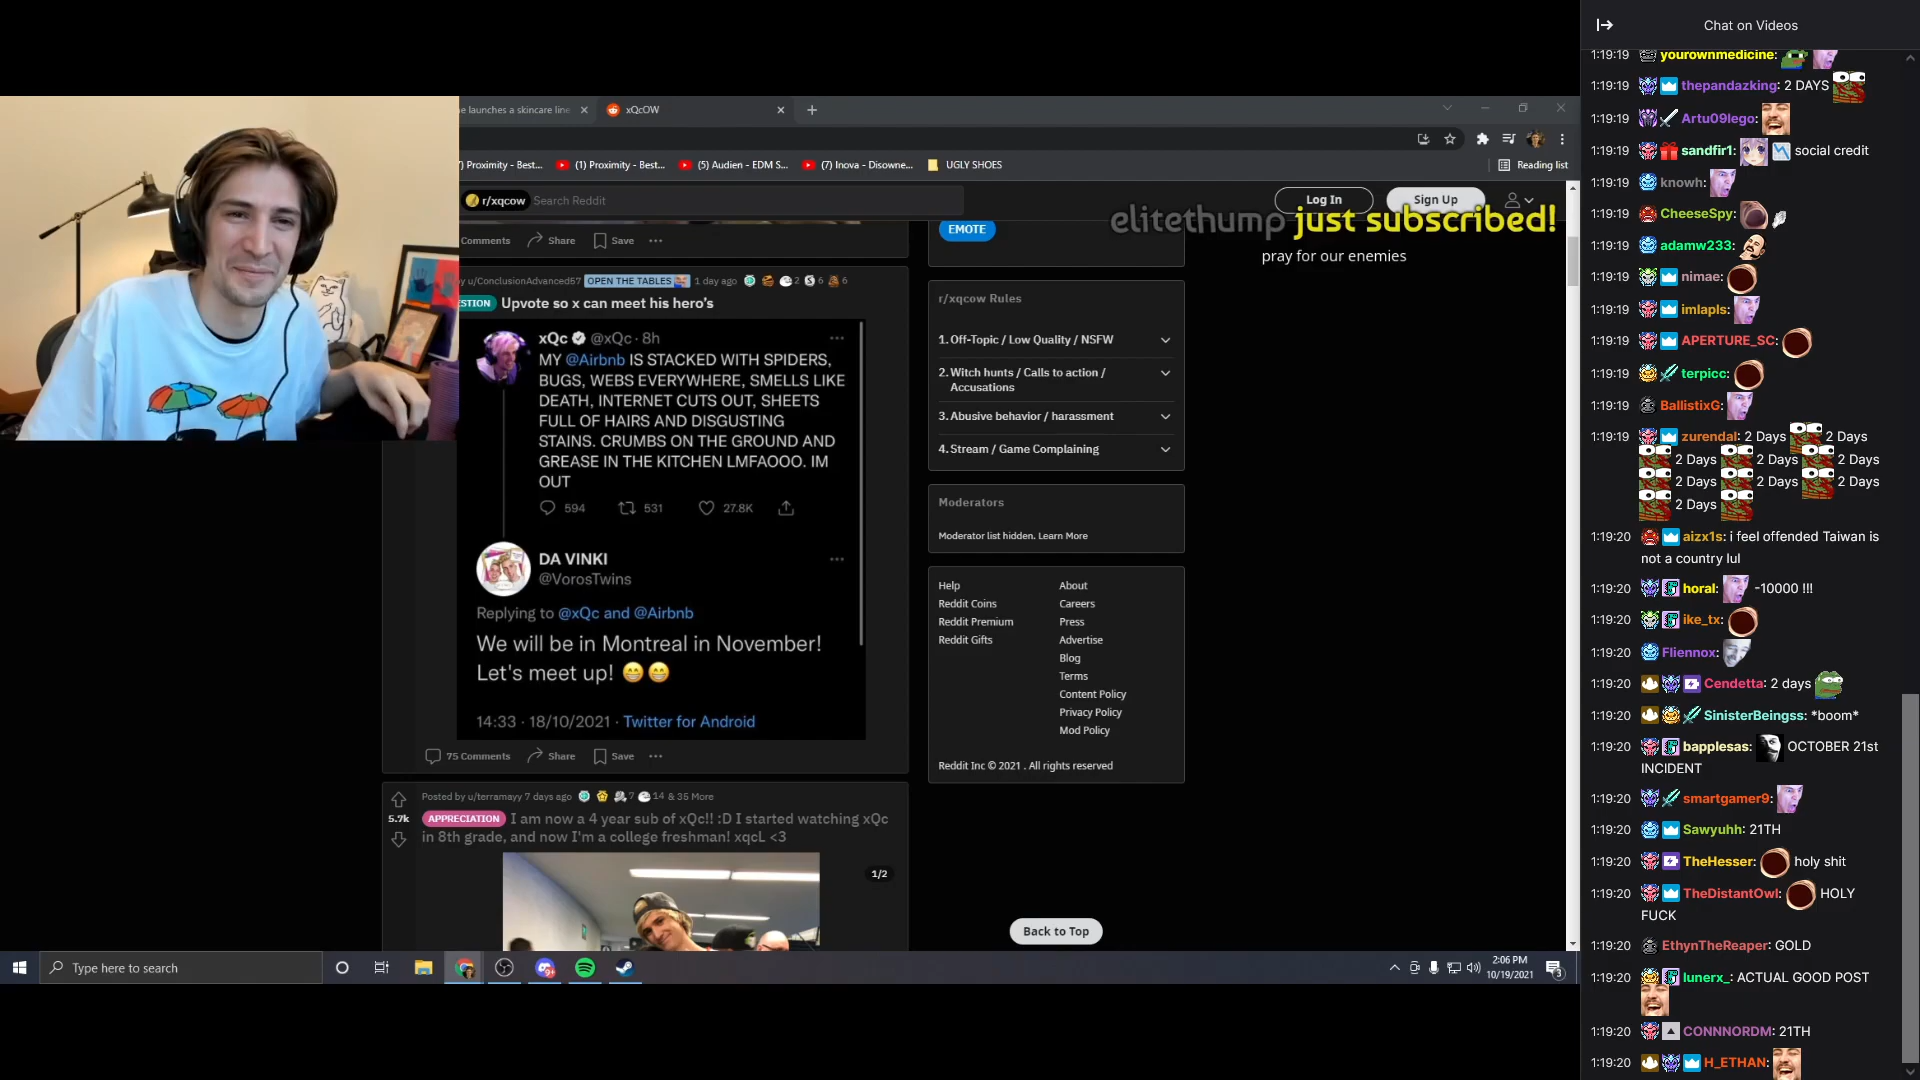 ne launches a skincare line
xQcOW
) Proximity - Best...
(1) Proximity - Best...
(5) Audien - EDM S...
(7) Inova - Disowne...
UGLY SHOES
Reading list
r/xqcow
Search Reddit
Log In
Sign Up
elitethump just subscribed!
pray for our enemies
Comments
Share
Save
EMOTE
by u/ConclusionAdvanced57 OPEN THE TABLES 1 day ago 2 6 6
ESTION Upvote so x can meet his hero's
xQc @xQc · 8h
MY @Airbnb IS STACKED WITH SPIDERS,
BUGS, WEBS EVERYWHERE, SMELLS LIKE
DEATH, INTERNET CUTS OUT, SHEETS
FULL OF HAIRS AND DISGUSTING
STAINS. CRUMBS ON THE GROUND AND
GREASE IN THE KITCHEN LMFAOOO. IM
OUT
594 531 27.8K
DA VINKI
@VorosTwins
Replying to @xQc and @Airbnb
We will be in Montreal in November!
Let's meet up! 😁😁
14:33 · 18/10/2021 · Twitter for Android
75 Comments
Share
Save
Posted by u/terramayy 7 days ago 7 14 & 35 More
5.7k
APPRECIATION I am now a 4 year sub of xQc!! :D I started watching xQc
in 8th grade, and now I'm a college freshman! xqcL <3
1/2
r/xqcow Rules
1. Off-Topic / Low Quality / NSFW
2. Witch hunts / Calls to action /
Accusations
3. Abusive behavior / harassment
4. Stream / Game Complaining
Moderators
Moderator list hidden. Learn More
Help
About
Reddit Coins
Careers
Reddit Premium
Press
Reddit Gifts
Advertise
Blog
Terms
Content Policy
Privacy Policy
Mod Policy
Reddit Inc © 2021 . All rights reserved
Back to Top
Type here to search
2:06 PM
10/19/2021
3
Chat on Videos
1:19:19 yourownmedicine:
1:19:19 thepandazking: 2 DAYS
1:19:19 Artu09lego:
1:19:19 sandfir1: social credit
1:19:19 knowh:
1:19:19 CheeseSpy:
1:19:19 adamw233:
1:19:19 nimae:
1:19:19 imlapls:
1:19:19 APERTURE_SC:
1:19:19 terpicc:
1:19:19 BallistixG:
1:19:19 zurendal: 2 Days 2 Days
2 Days 2 Days 2 Days
2 Days 2 Days 2 Days
2 Days
1:19:20 aizx1s: i feel offended Taiwan is
not a country lul
1:19:20 horal: -10000 !!!
1:19:20 ike_tx:
1:19:20 Fliennox:
1:19:20 Cendetta: 2 days
1:19:20 SinisterBeingss: *boom*
1:19:20 bapplesas: OCTOBER 21st
INCIDENT
1:19:20 smartgamer9:
1:19:20 Sawyuhh: 21TH
1:19:20 TheHesser: holy shit
1:19:20 TheDistantOwl: HOLY
FUCK
1:19:20 EthynTheReaper: GOLD
1:19:20 lunerx_: ACTUAL GOOD POST
1:19:20 CONNNORDM: 21TH
1:19:20 H_ETHAN: